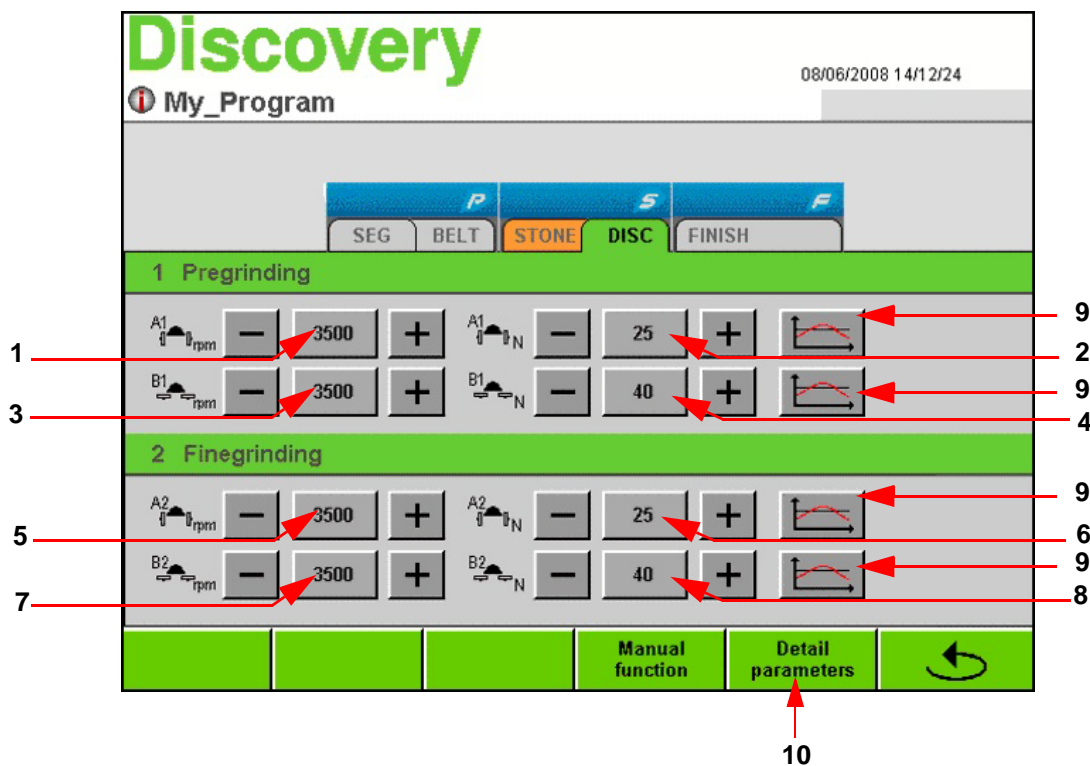 Discovery
08/06/2008 14/12/24
My_Program
P S F
SEG BELT STONE DISC FINISH
1 Pregrinding
A1 rpm − 3500 + A1 N − 25 + 9
1 2
B1 rpm − 3500 + B1 N − 40 + 9
3 4
2 Finegrinding
A2 rpm − 3500 + A2 N − 25 + 9
5 6
B2 rpm − 3500 + B2 N − 40 + 9
7 8
Manual function Detail parameters
10